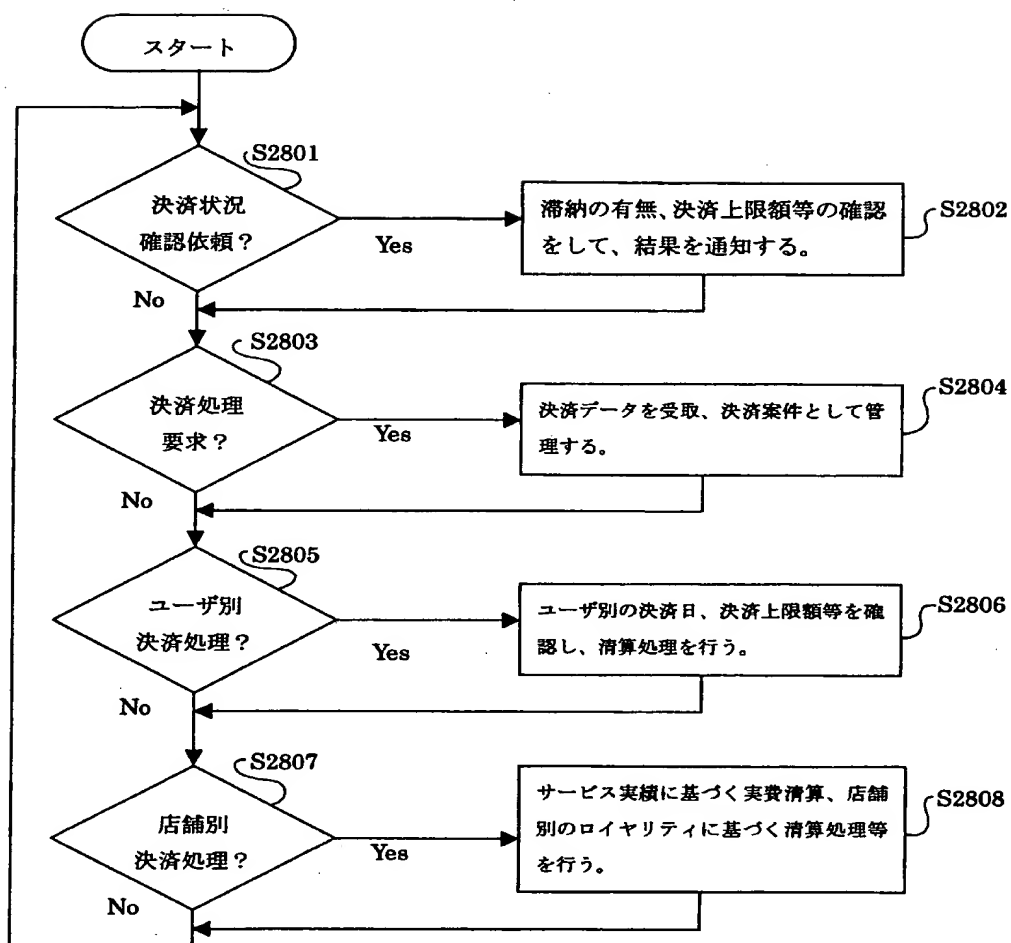 スタート
S2801
決済状況
確認依頼？
Yes
No
滞納の有無、決済上限額等の確認
をして、結果を通知する。
S2802
S2803
決済処理
要求？
Yes
No
決済データを受取、決済案件として管
理する。
S2804
S2805
ユーザ別
決済処理？
Yes
No
ユーザ別の決済日、決済上限額等を確
認し、清算処理を行う。
S2806
S2807
店舗別
決済処理？
Yes
No
サービス実績に基づく実費清算、店舗
別のロイヤリティに基づく清算処理等
を行う。
S2808